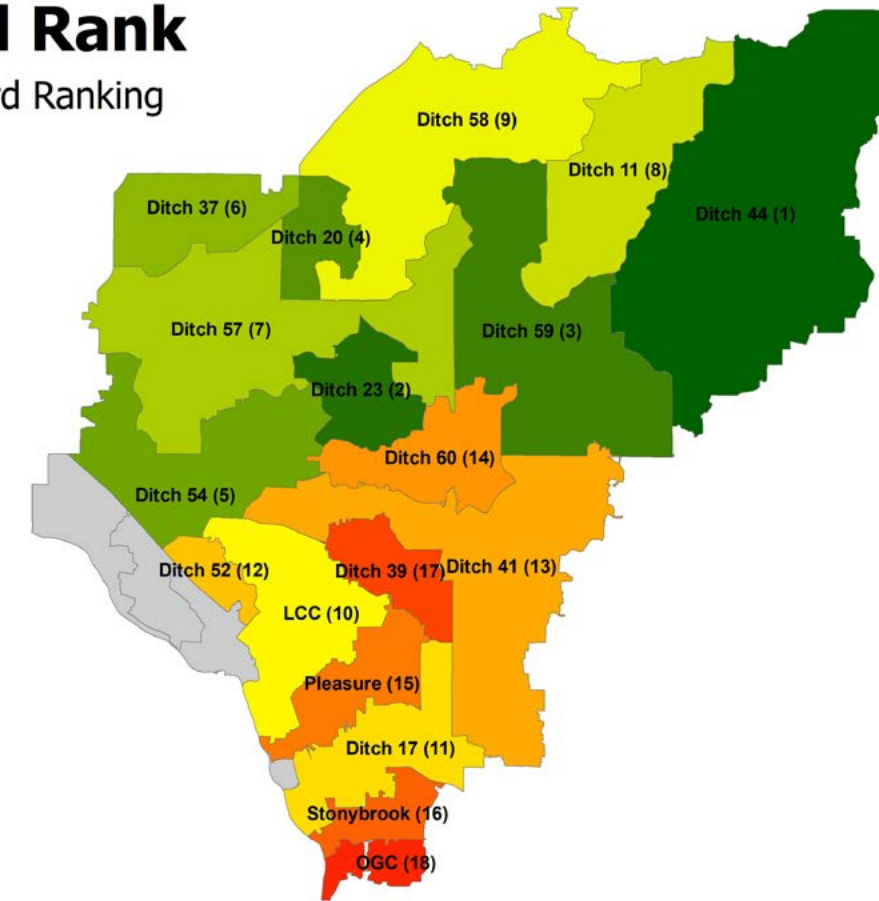 Rank
Ranking
Ditch 58 (9)
Ditch 11 (8)
Ditch 37 (6)
Ditch 44 (1)
Ditch 20 (4)
Ditch 57 (7)
Ditch 59 (3)
Ditch 23 (2)
Ditch 60 (14)
Ditch 54 (5)
Ditch 52 (12)
Ditch 39 (17)
Ditch 41 (13)
LCC (10)
Pleasure (15)
Ditch 17 (11)
Stonybrook (16)
OGC (18)